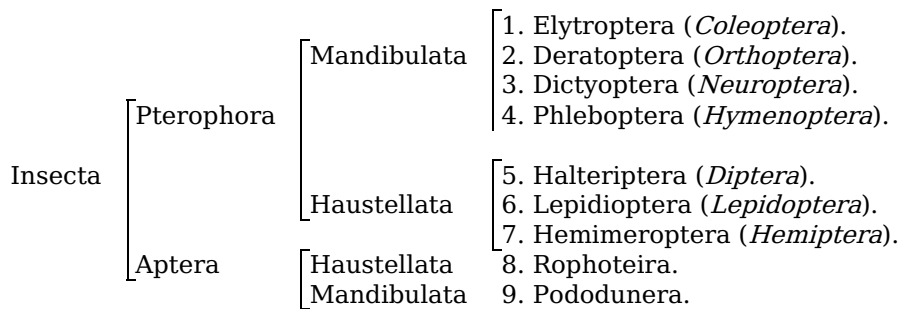 1. Elytroptera (Coleoptera).
Mandibulata 2. Deratoptera (Orthoptera).
3. Dictyoptera (Neuroptera).
Pterophora 4. Phleboptera (Hymenoptera).
Insecta 5. Halteriptera (Diptera).
Haustellata 6. Lepidioptera (Lepidoptera).
7. Hemimeroptera (Hemiptera).
Aptera Haustellata 8. Rophoteira.
Mandibulata 9. Pododunera.